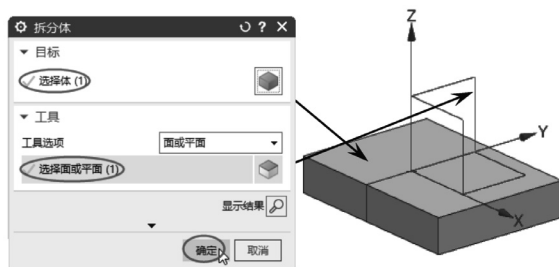 拆分体
目标
选择体 (1)
工具
工具选项 面或平面
选择面或平面 (1)
显示结果
确定 取消
Z
Y
X